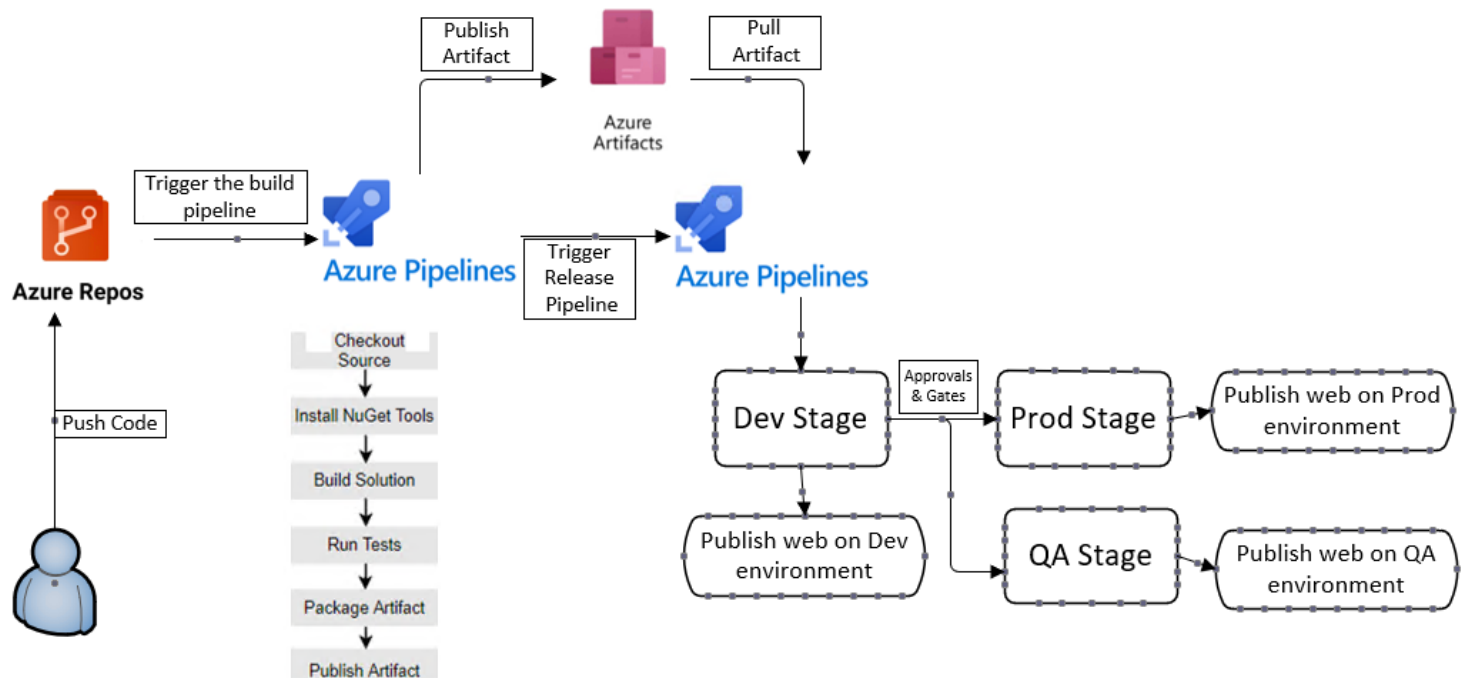 Publish
Artifact
Pull
Artifact
Azure
Artifacts
Trigger the build
pipeline
Azure Repos
Azure Pipelines
Trigger
Release
Pipeline
Azure Pipelines
Push Code
Checkout
Source
Install NuGet Tools
Build Solution
Run Tests
Package Artifact
Publish Artifact
Dev Stage
Approvals
& Gates
Prod Stage
Publish web on Prod
environment
Publish web on Dev
environment
QA Stage
Publish web on QA
environment